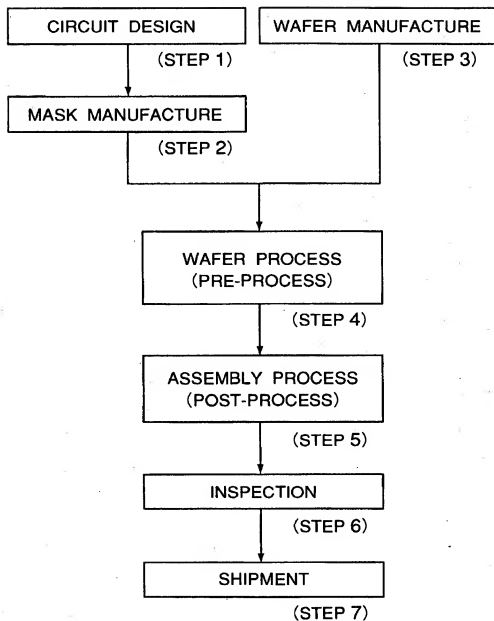 CIRCUIT DESIGN
(STEP 1)
WAFER MANUFACTURE
(STEP 3)
MASK MANUFACTURE
(STEP 2)
WAFER PROCESS
(PRE-PROCESS)
(STEP 4)
ASSEMBLY PROCESS
(POST-PROCESS)
(STEP 5)
INSPECTION
(STEP 6)
SHIPMENT
(STEP 7)